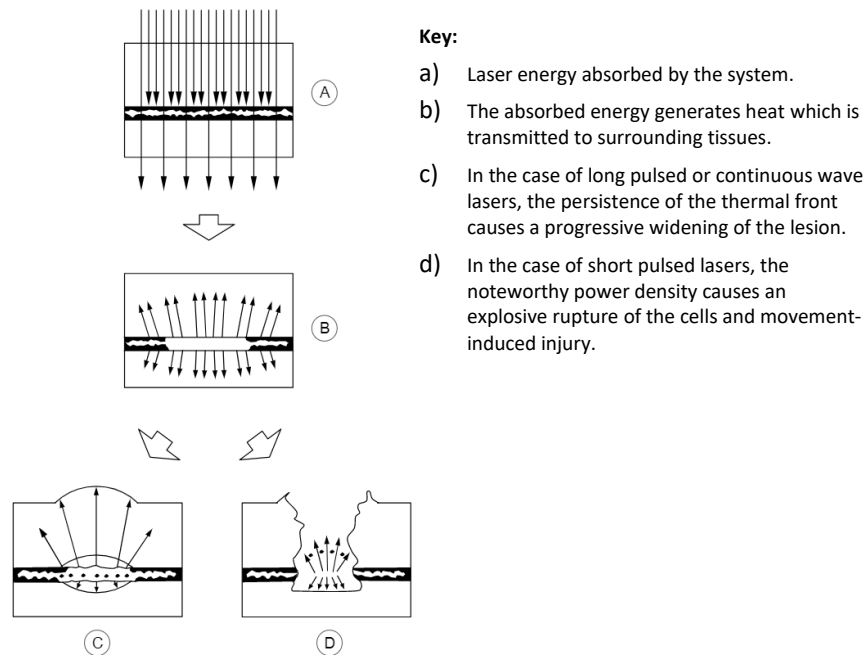 A
B
C
D
Key:
a) Laser energy absorbed by the system.
b) The absorbed energy generates heat which is
transmitted to surrounding tissues.
c) In the case of long pulsed or continuous wave
lasers, the persistence of the thermal front
causes a progressive widening of the lesion.
d) In the case of short pulsed lasers, the
noteworthy power density causes an
explosive rupture of the cells and movement-
induced injury.